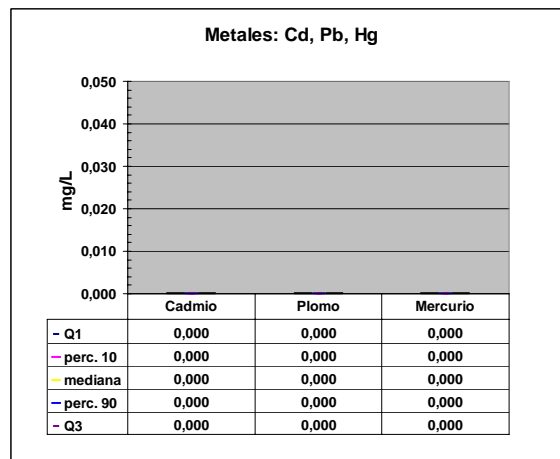 Metales: Cd, Pb, Hg
0,050
0,040
0,030
0,020
0,010
0,000
mg/L
Cadmio Plomo Mercurio
Q1 0,000 0,000 0,000
perc. 10 0,000 0,000 0,000
mediana 0,000 0,000 0,000
perc. 90 0,000 0,000 0,000
Q3 0,000 0,000 0,000